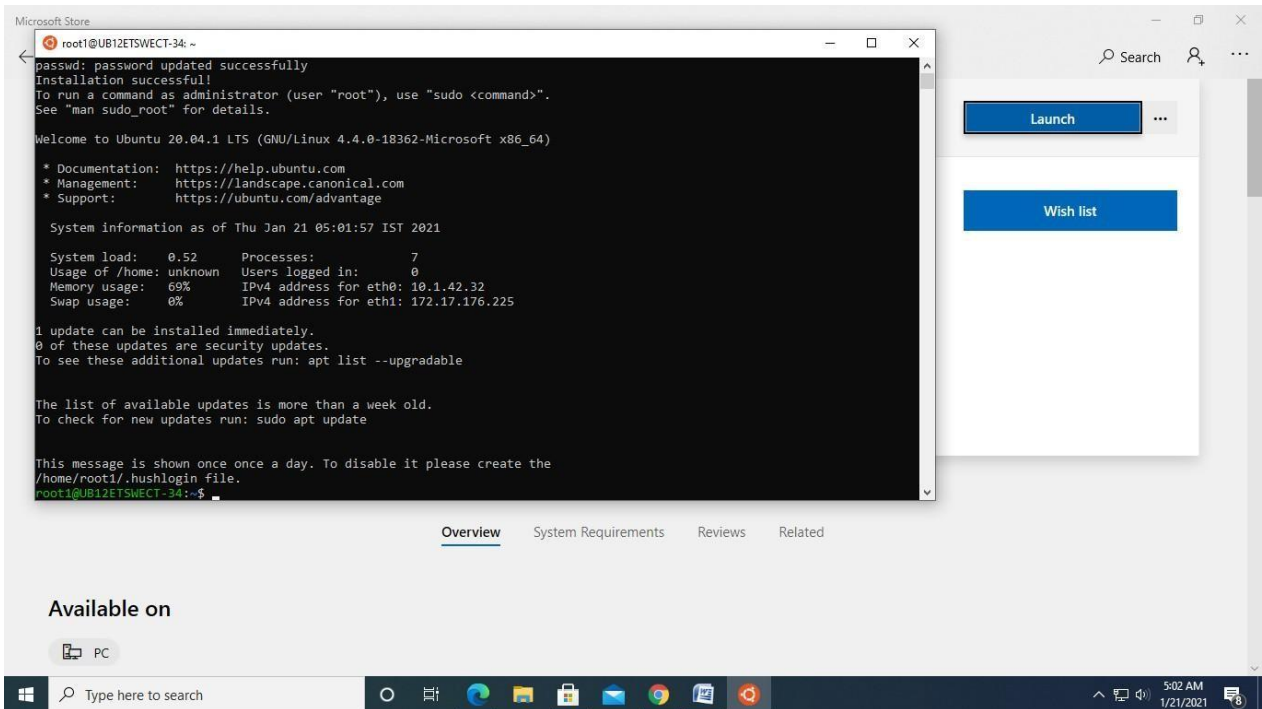 Microsoft Store
root1@UB12ETSWECT-34: ~
Search
passwd: password updated successfully
Installation successful!
To run a command as administrator (user "root"), use "sudo <command>".
See "man sudo_root" for details.
Welcome to Ubuntu 20.04.1 LTS (GNU/Linux 4.4.0-18362-Microsoft x86_64)
* Documentation:  https://help.ubuntu.com
* Management:     https://landscape.canonical.com
* Support:        https://ubuntu.com/advantage
System information as of Thu Jan 21 05:01:57 IST 2021
System load:    0.52      Processes:              7
Usage of /home: unknown   Users logged in:        0
Memory usage:   69%       IPv4 address for eth0: 10.1.42.32
Swap usage:     0%        IPv4 address for eth1: 172.17.176.225
1 update can be installed immediately.
0 of these updates are security updates.
To see these additional updates run: apt list --upgradable
The list of available updates is more than a week old.
To check for new updates run: sudo apt update
This message is shown once once a day. To disable it please create the
/home/root1/.hushlogin file.
root1@UB12ETSWECT-34:~$ _
Launch
Wish list
Overview System Requirements Reviews Related
Available on
PC
Type here to search
5:02 AM
1/21/2021
8